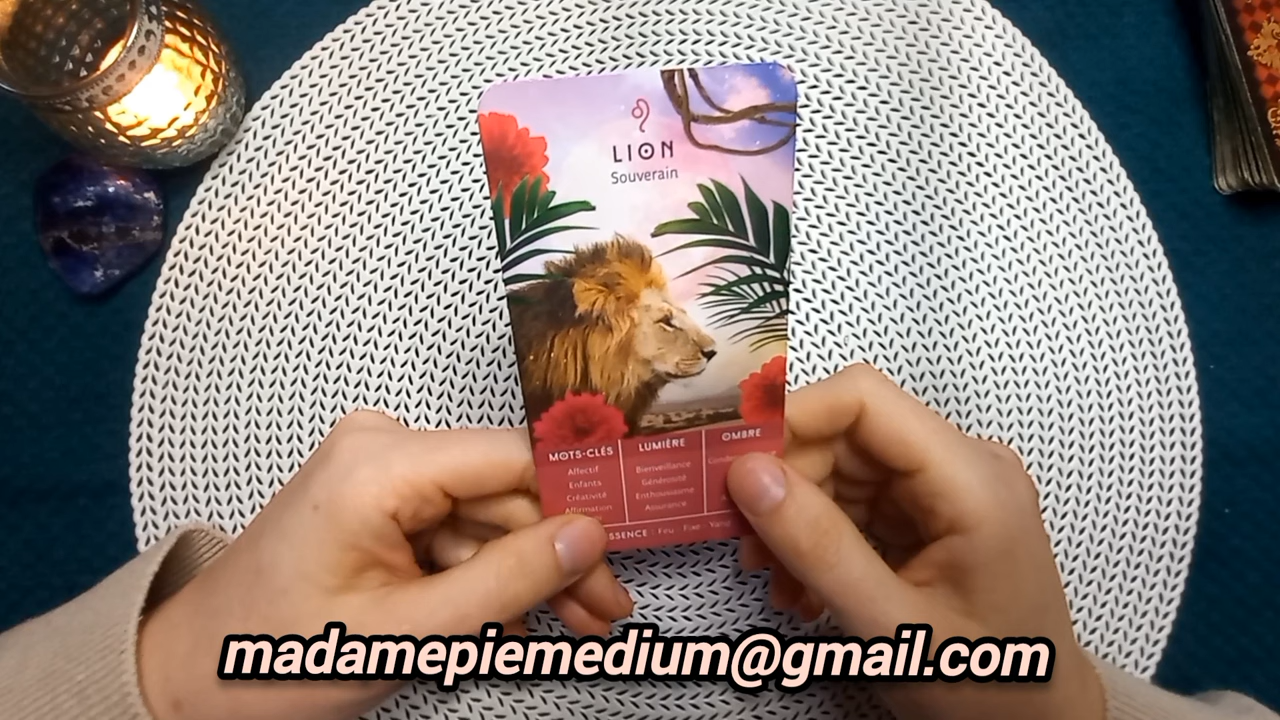 LION
Souverain
MOTS-CLÉS
Affectif
Enfants
Créativité
Affirmation
LUMIÈRE
Bienveillance
Générosité
Enthousiasme
Assurance
OMBRE
Feu Fixe Yang
madamepiemedium@gmail.com